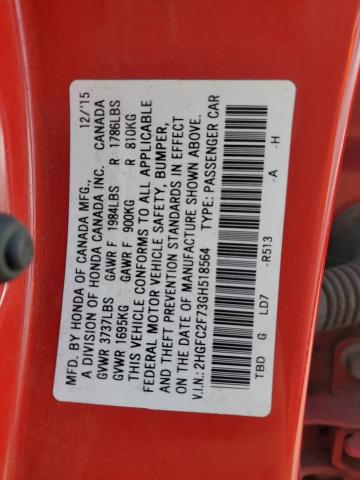 MFD. BY HONDA OF CANADA MFG., 12/'15
A DIVISION OF HONDA CANADA INC. CANADA
GVWR 3737LBS GAWR F 1984LBS R 1786LBS
GVWR 1695KG GAWR F 900KG R 810KG
THIS VEHICLE CONFORMS TO ALL APPLICABLE
FEDERAL MOTOR VEHICLE SAFETY, BUMPER,
AND THEFT PREVENTION STANDARDS IN EFFECT
ON THE DATE OF MANUFACTURE SHOWN ABOVE.
V.I.N.: 2HGFC2F73GH518564 TYPE: PASSENGER CAR
TBD G LD7 -R513 -A -H